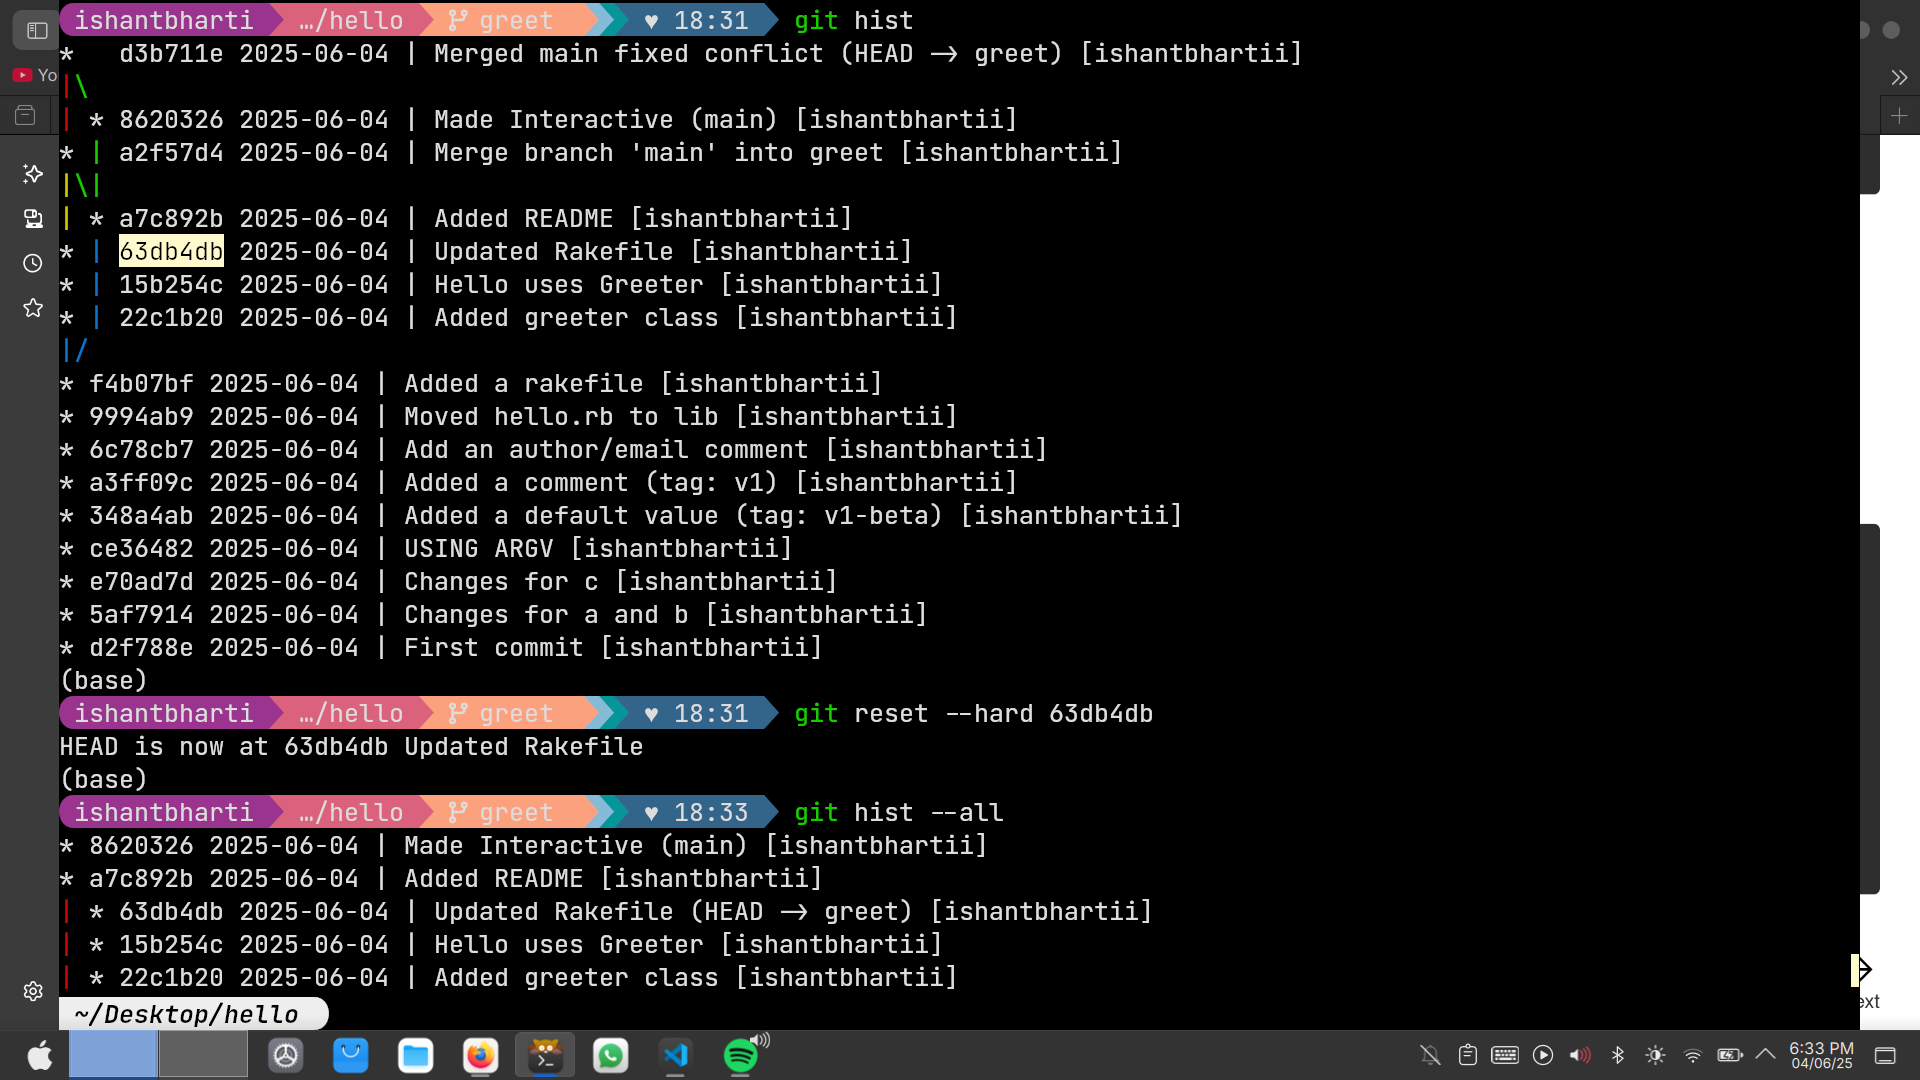 ishantbharti …/hello greet ♥ 18:31 git hist
* d3b711e 2025-06-04 | Merged main fixed conflict (HEAD -> greet) [ishantbhartii]
|\
| * 8620326 2025-06-04 | Made Interactive (main) [ishantbhartii]
* | a2f57d4 2025-06-04 | Merge branch 'main' into greet [ishantbhartii]
|\|
| * a7c892b 2025-06-04 | Added README [ishantbhartii]
* | 63db4db 2025-06-04 | Updated Rakefile [ishantbhartii]
* | 15b254c 2025-06-04 | Hello uses Greeter [ishantbhartii]
* | 22c1b20 2025-06-04 | Added greeter class [ishantbhartii]
|/
* f4b07bf 2025-06-04 | Added a rakefile [ishantbhartii]
* 9994ab9 2025-06-04 | Moved hello.rb to lib [ishantbhartii]
* 6c78cb7 2025-06-04 | Add an author/email comment [ishantbhartii]
* a3ff09c 2025-06-04 | Added a comment (tag: v1) [ishantbhartii]
* 348a4ab 2025-06-04 | Added a default value (tag: v1-beta) [ishantbhartii]
* ce36482 2025-06-04 | USING ARGV [ishantbhartii]
* e70ad7d 2025-06-04 | Changes for c [ishantbhartii]
* 5af7914 2025-06-04 | Changes for a and b [ishantbhartii]
* d2f788e 2025-06-04 | First commit [ishantbhartii]
(base)
ishantbharti …/hello greet ♥ 18:31 git reset --hard 63db4db
HEAD is now at 63db4db Updated Rakefile
(base)
ishantbharti …/hello greet ♥ 18:33 git hist --all
* 8620326 2025-06-04 | Made Interactive (main) [ishantbhartii]
* a7c892b 2025-06-04 | Added README [ishantbhartii]
| * 63db4db 2025-06-04 | Updated Rakefile (HEAD -> greet) [ishantbhartii]
| * 15b254c 2025-06-04 | Hello uses Greeter [ishantbhartii]
| * 22c1b20 2025-06-04 | Added greeter class [ishantbhartii]
~/Desktop/hello
Yo
ext
6:33 PM
04/06/25